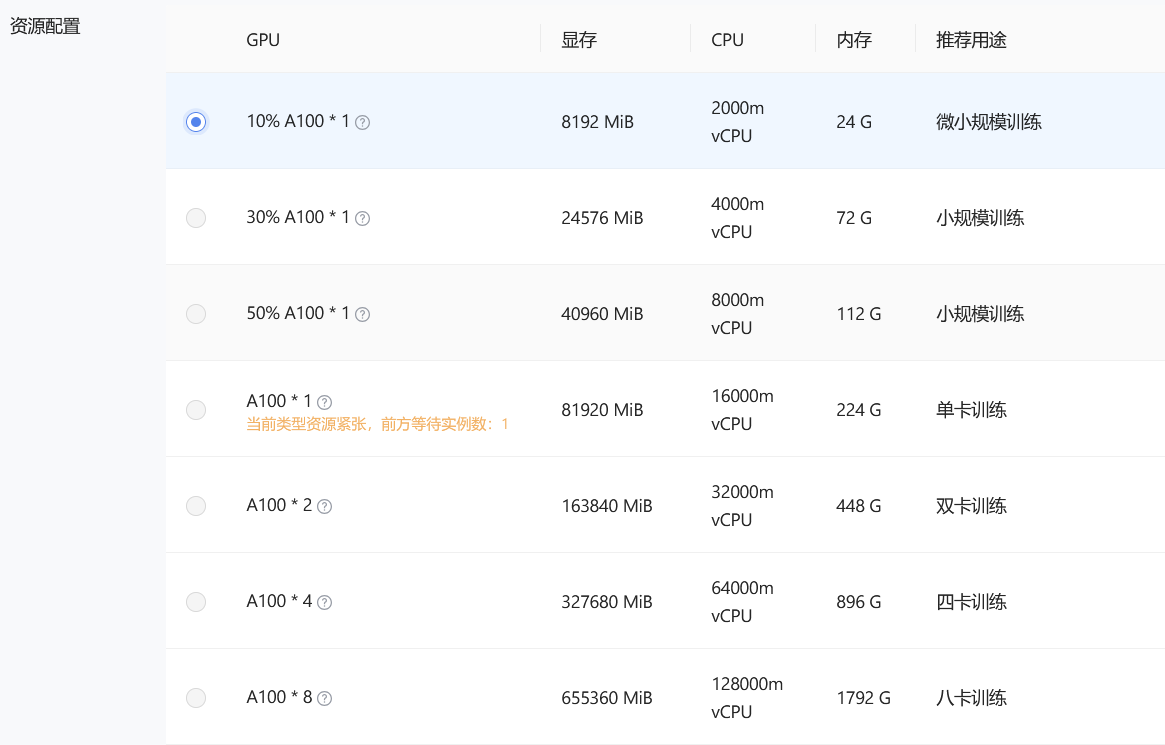 资源配置
GPU 显存 CPU 内存 推荐用途
10% A100 * 1 8192 MiB 2000m vCPU 24 G 微小规模训练
30% A100 * 1 24576 MiB 4000m vCPU 72 G 小规模训练
50% A100 * 1 40960 MiB 8000m vCPU 112 G 小规模训练
A100 * 1
当前类型资源紧张，前方等待实例数：1
81920 MiB 16000m vCPU 224 G 单卡训练
A100 * 2 163840 MiB 32000m vCPU 448 G 双卡训练
A100 * 4 327680 MiB 64000m vCPU 896 G 四卡训练
A100 * 8 655360 MiB 128000m vCPU 1792 G 八卡训练